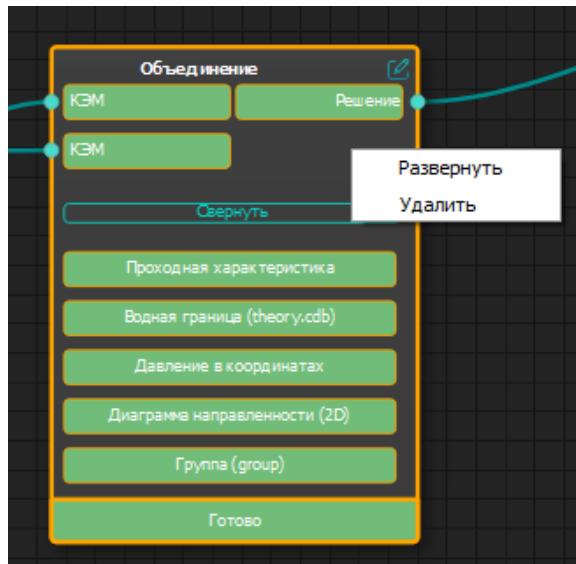 Объединение
КЭМ
Решение
КЭМ
Развернуть
Удалить
Свернуть
Проходная характеристика
Водная граница (theory.cdb)
Давление в координатах
Диаграмма направленности (2D)
Группа (group)
Готово